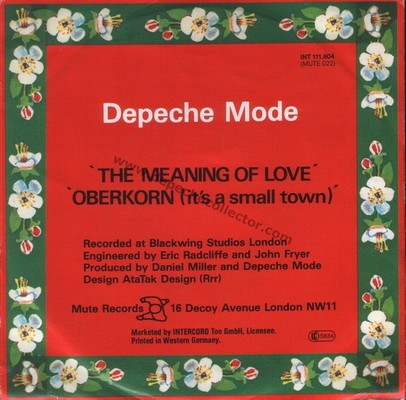 INT 111.804
(MUTE 022)
Depeche Mode
`THE MEANING OF LOVE´
`OBERKORN (it's a small town)´
www.depechecollector.com
Recorded at Blackwing Studios London
Engineered by Eric Radcliffe and John Fryer
Produced by Daniel Miller and Depeche Mode
Design AtaTak Design (Rrr)
Mute Records 16 Decoy Avenue London NW11
Marketed by INTERCORD Ton GmbH, Licensee.
Printed in Western Germany.